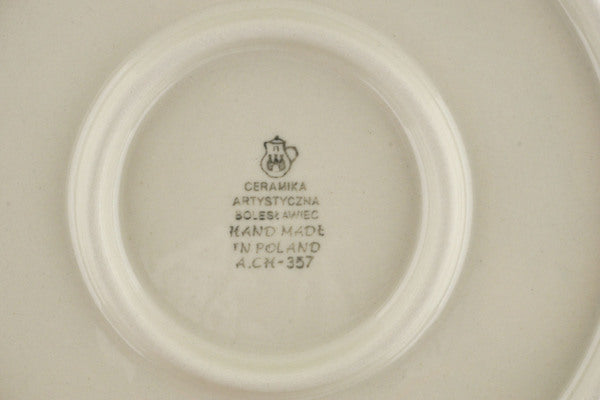 CERAMIKA
ARTYSTYCZNA
BOLESŁAWIEC
HAND MADE
IN POLAND
A.CH-357